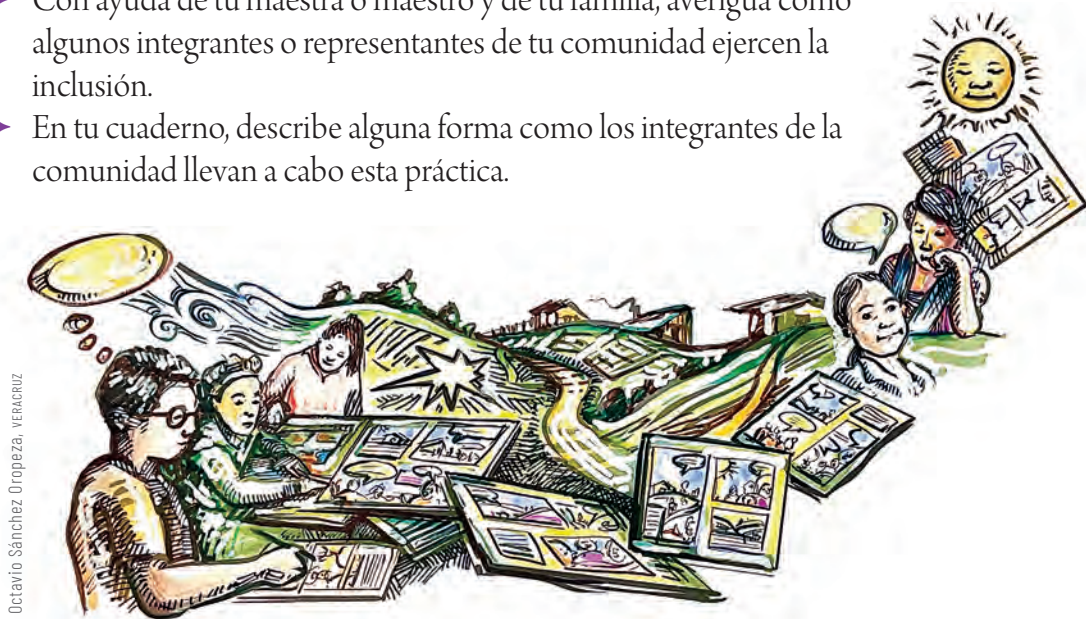 Con ayuda de tu maestra o maestro y de tu familia, averigua cómo
algunos integrantes o representantes de tu comunidad ejercen la
inclusión.
En tu cuaderno, describe alguna forma como los integrantes de la
comunidad llevan a cabo esta práctica.
Octavio Sánchez Oropeza, VERACRUZ